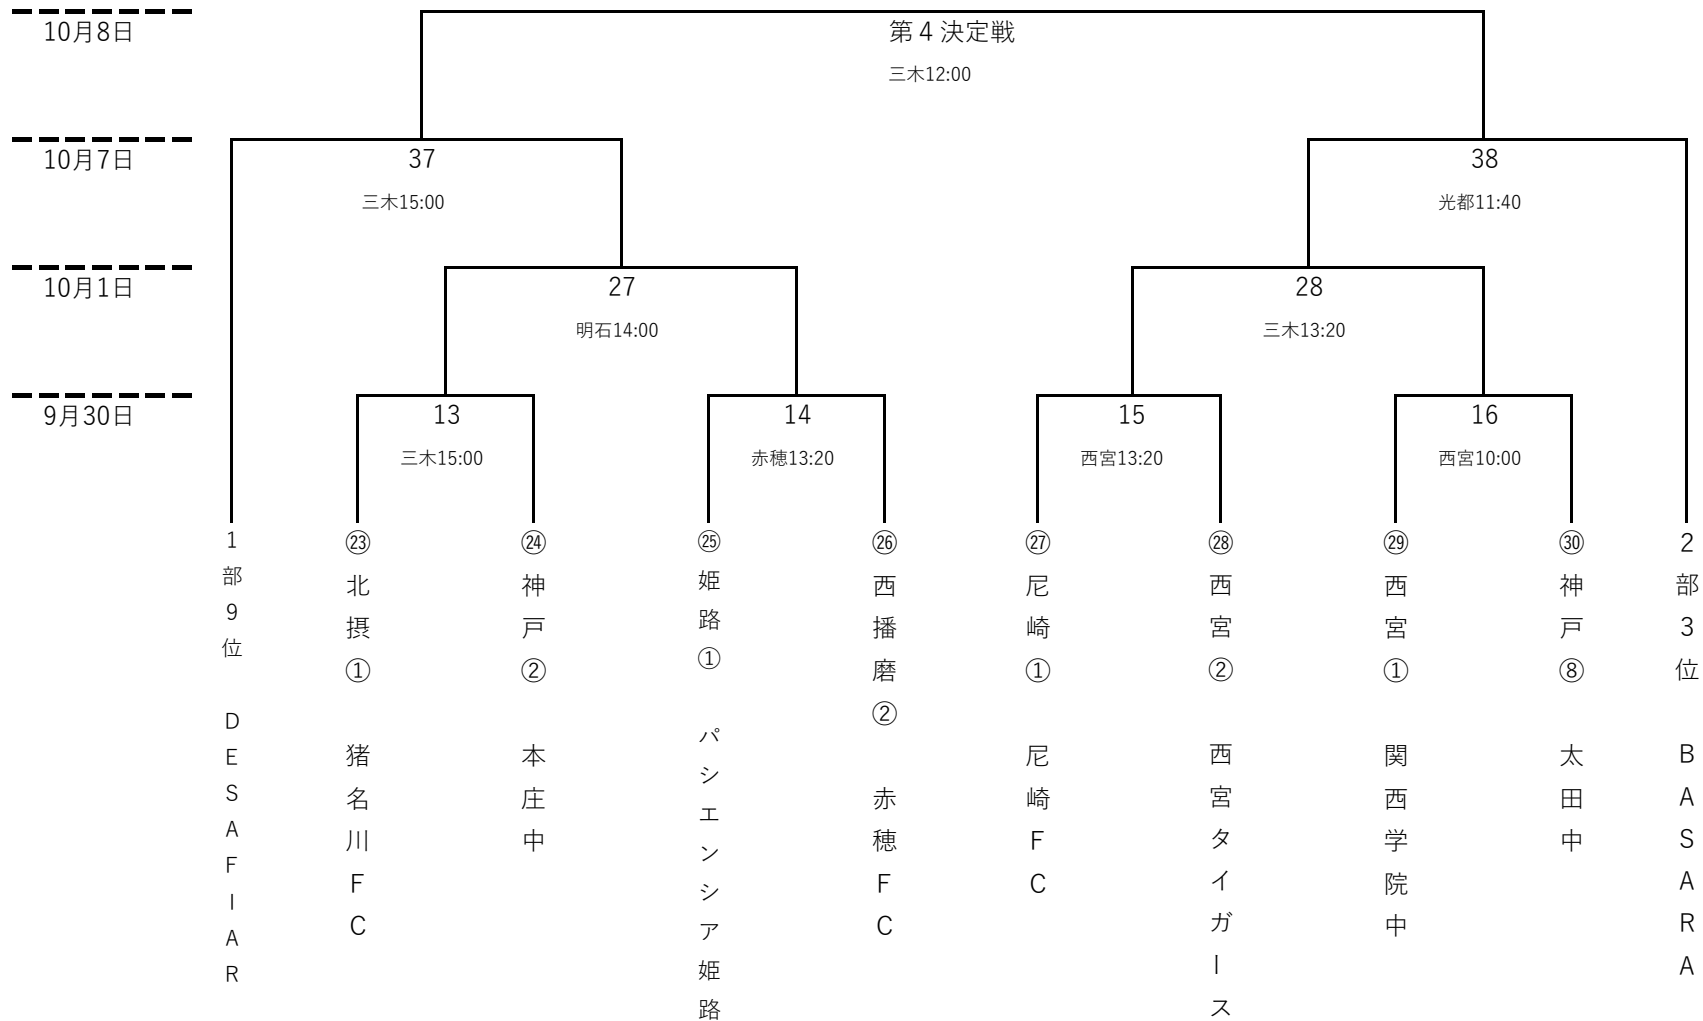 10月8日
第４決定戦
三木12:00
10月7日
37
38
三木15:00
光都11:40
10月1日
27
28
明石14:00
三木13:20
9月30日
13
14
15
16
三木15:00
赤穂13:20
西宮13:20
西宮10:00
1部９位　DESAFIAR
㉓北摂①　猪名川FC
㉔神戸②　本庄中
㉕姫路①　パシエンシア姫路
㉖西播磨②　赤穂FC
㉗尼崎①　尼崎FC
㉘西宮②　西宮タイガース
㉙西宮①　関西学院中
㉚神戸⑧　太田中
2部３位　BASARA